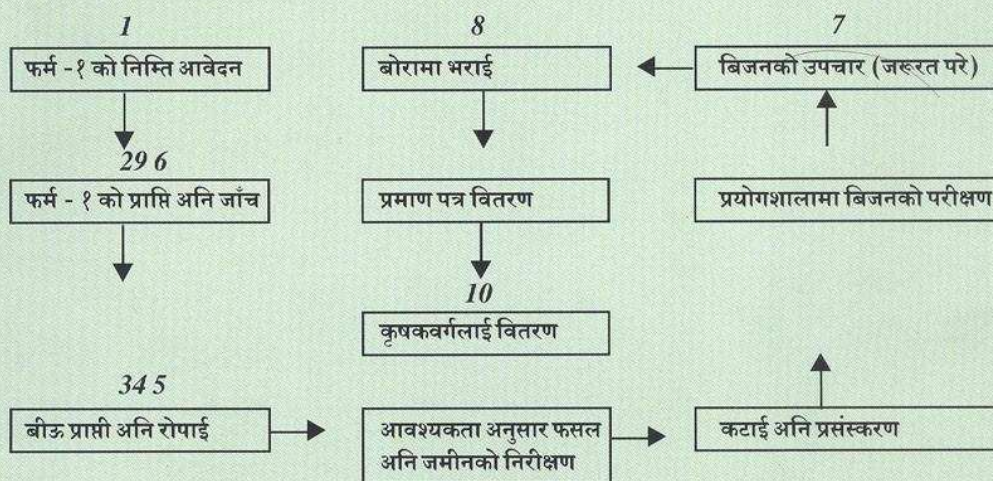 1
8
7
फर्म -१ को निम्ति आवेदन
बोरामा भराई
बिजनको उपचार (जरूरत परे)
29 6
फर्म - १ को प्राप्ति अनि जाँच
प्रमाण पत्र वितरण
प्रयोगशालामा बिजनको परीक्षण
10
कृषकवर्गलाई वितरण
34 5
बीऊ प्राप्ती अनि रोपाई
आवश्यकता अनुसार फसल
अनि जमीनको निरीक्षण
कटाई अनि प्रसंस्करण